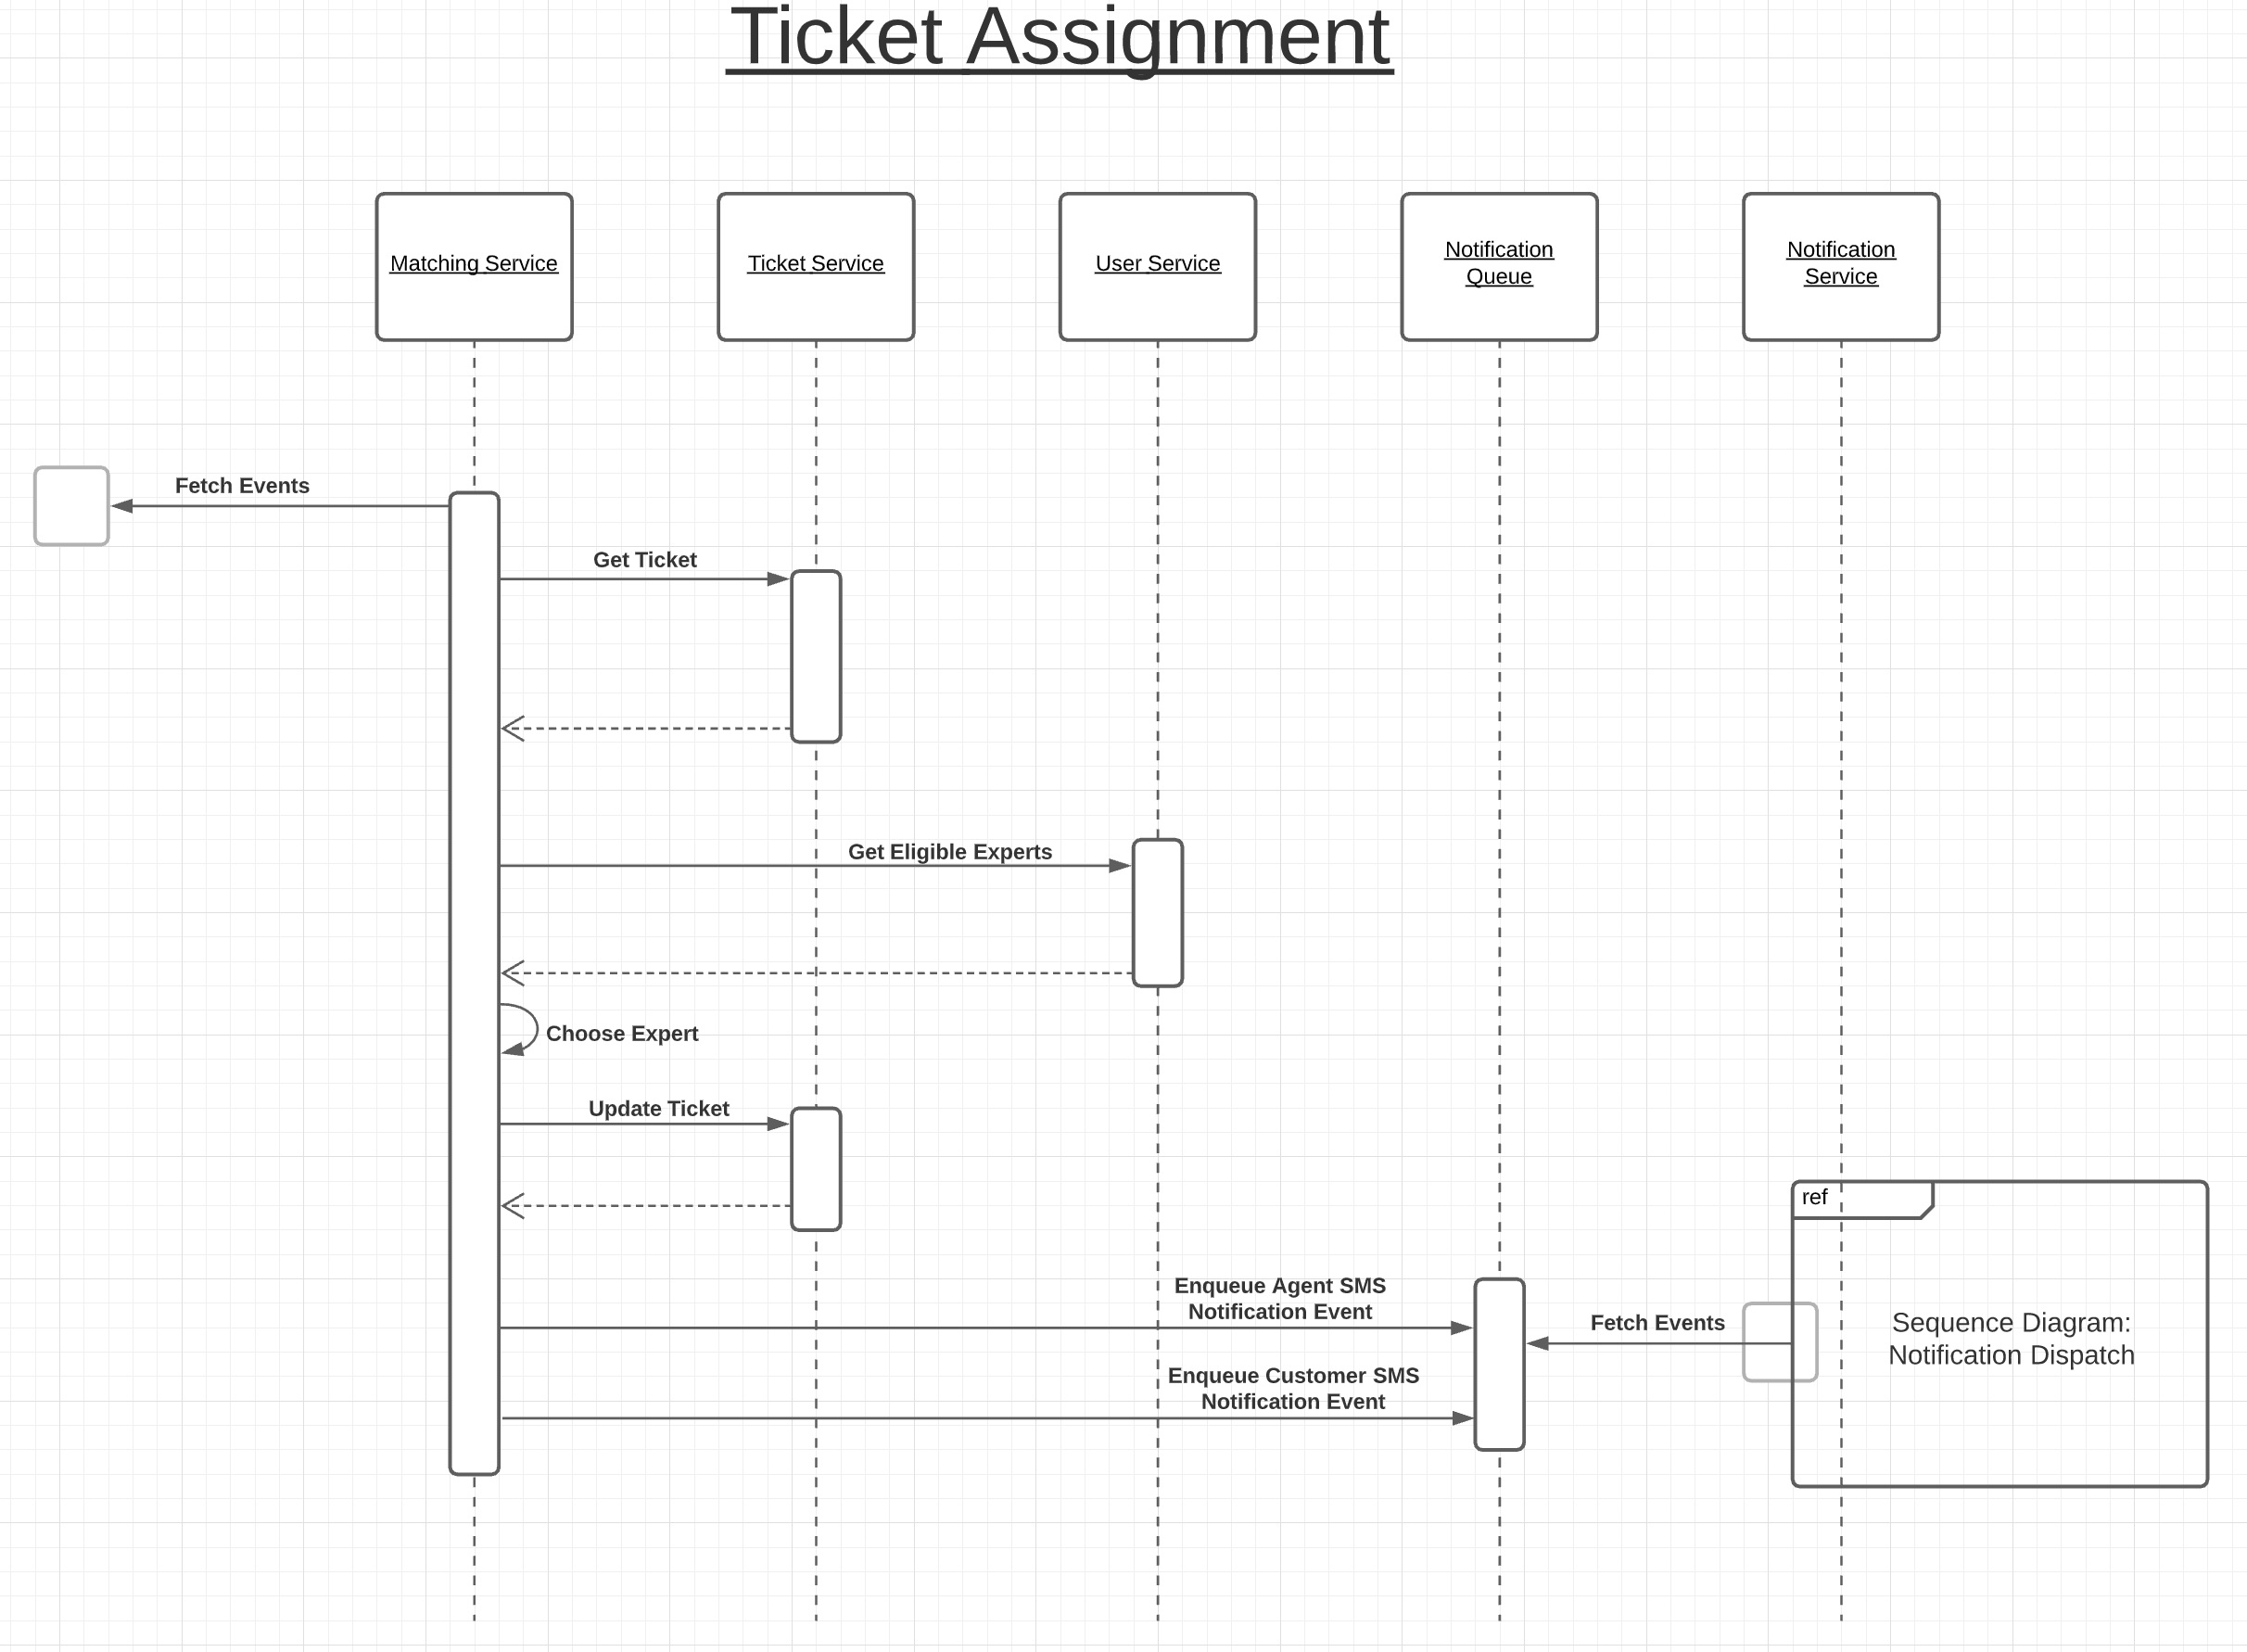 Ticket Assignment
Matching Service
Ticket Service
User Service
Notification
Queue
Notification
Service
Fetch Events
Get Ticket
Get Eligible Experts
Choose Expert
Update Ticket
ref
Enqueue Agent SMS
Notification Event
Fetch Events
Sequence Diagram:
Notification Dispatch
Enqueue Customer SMS
Notification Event